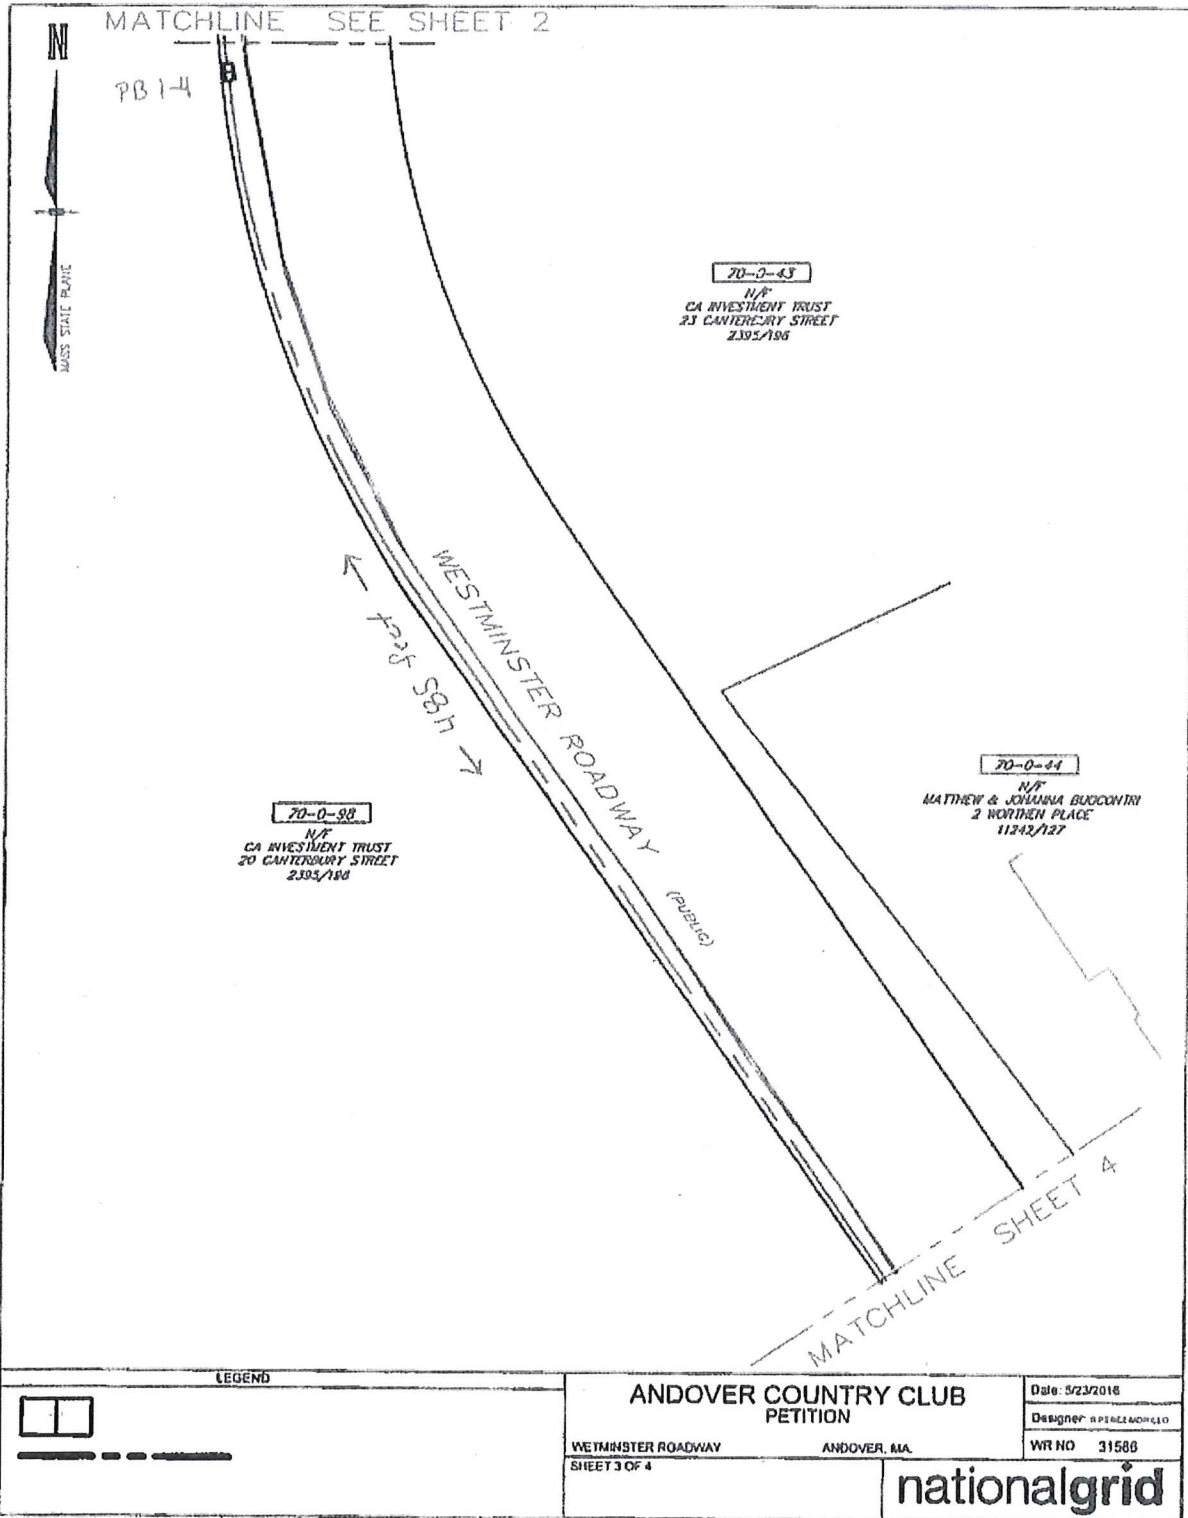 MATCHLINE SEE SHEET 2
N
PB 1-4
MASS STATE PLANE
70-0-43
N/F
CA INVESTMENT TRUST
23 CANTERBURY STREET
2395/196
WESTMINSTER ROADWAY
(PUBLIC)
← 485 feet →
70-0-44
N/F
MATTHEW & JOHANNA
2 WORTHEN PLACE
11242/127
70-0-98
N/F
CA INVESTMENT TRUST
20 CANTERBURY STREET
2395/196
MATCHLINE SHEET 4
LEGEND
ANDOVER COUNTRY CLUB
PETITION
WETMINSTER ROADWAY ANDOVER, MA.
SHEET 3 OF 4
Date: 5/23/2016
Designer
WR NO 31586
nationalgrid